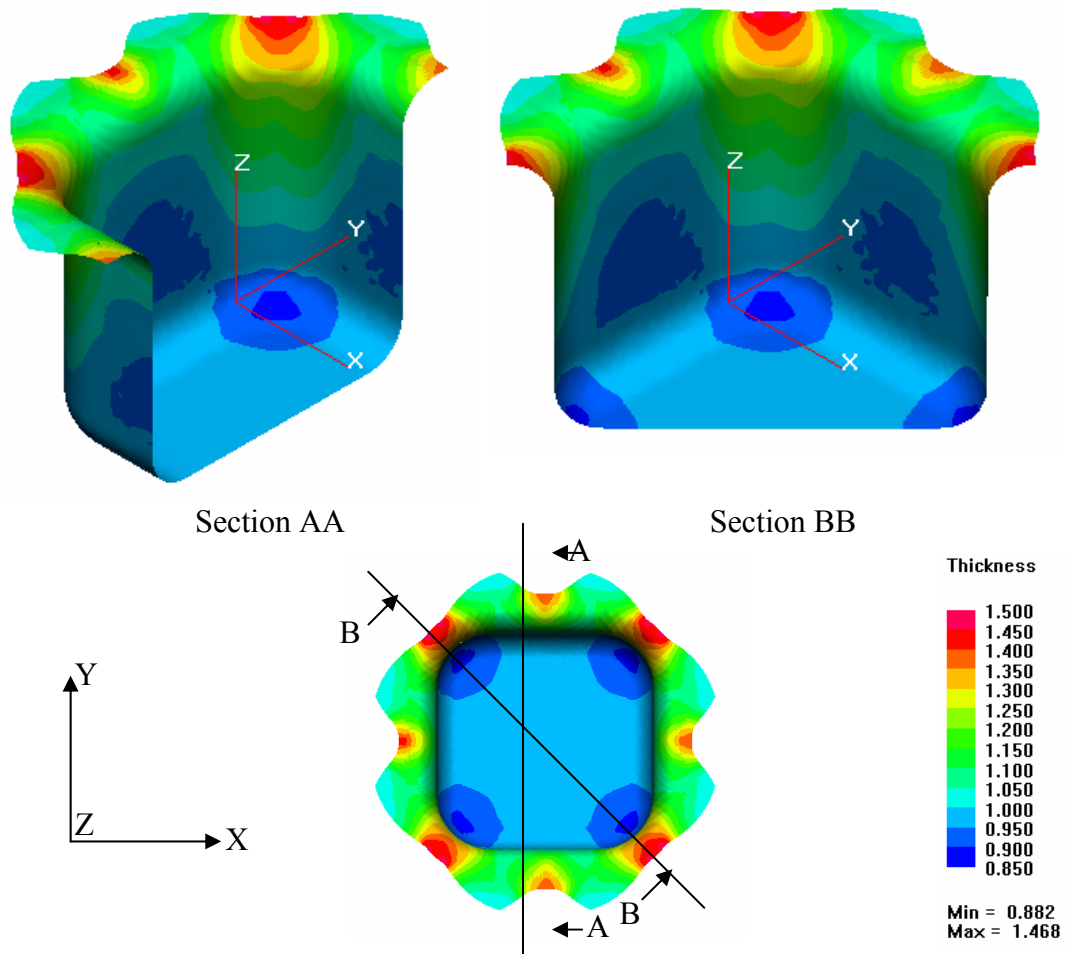 Z
Y
X
Z
Y
X
Section AA
Section BB
A
B
Y
Z
X
B
A
Thickness
1.500
1.450
1.400
1.350
1.300
1.250
1.200
1.150
1.100
1.050
1.000
0.950
0.900
0.850
Min = 0.882
Max = 1.468